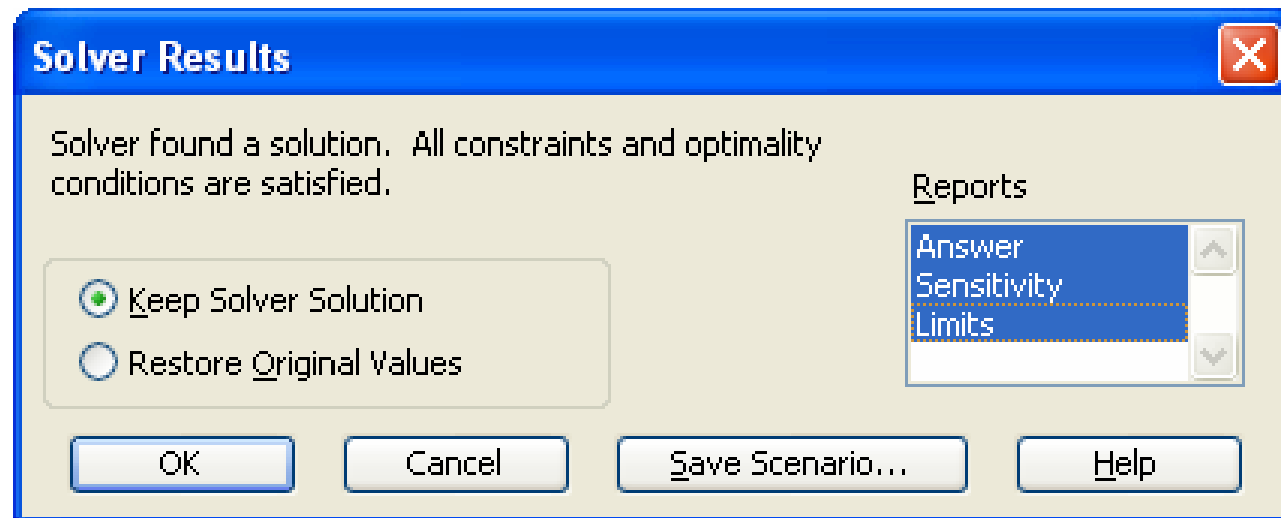 Solver Results
Solver found a solution.  All constraints and optimality
conditions are satisfied.
Reports
Answer
Sensitivity
Limits
Keep Solver Solution
Restore Original Values
OK
Cancel
Save Scenario...
Help